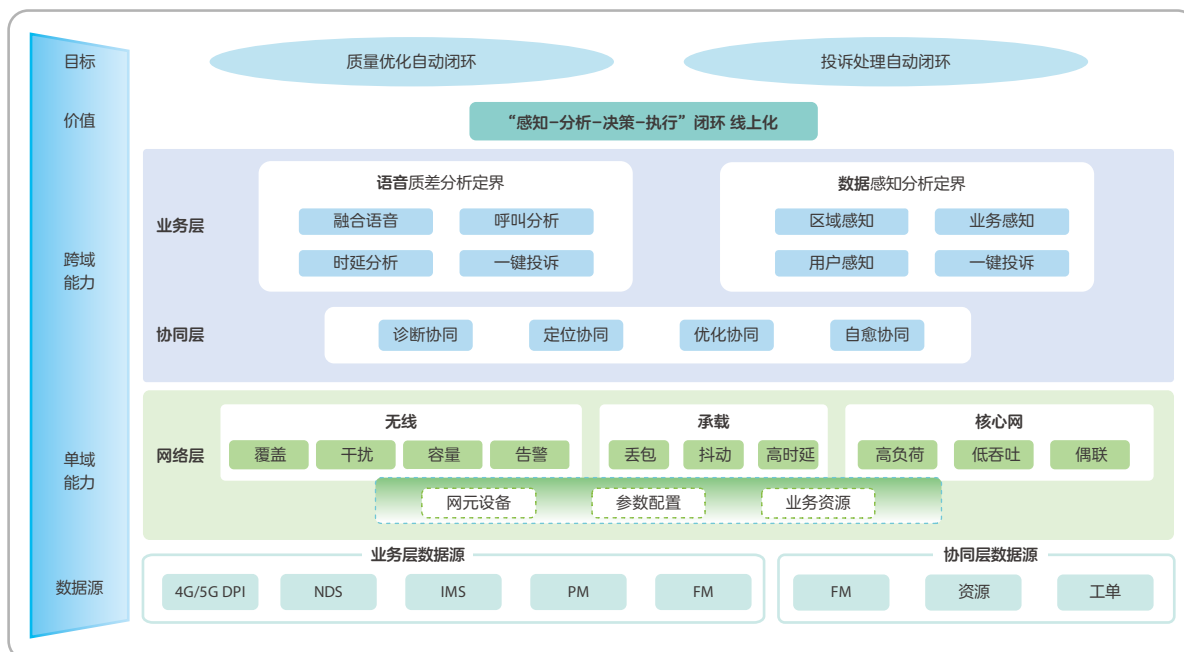 目标
质量优化自动闭环
投诉处理自动闭环
价值
“感知–分析–决策–执行”闭环 线上化
跨域
能力
业务层
语音质差分析定界
融合语音
呼叫分析
时延分析
一键投诉
数据感知分析定界
区域感知
业务感知
用户感知
一键投诉
协同层
诊断协同
定位协同
优化协同
自愈协同
单域
能力
网络层
无线
覆盖
干扰
容量
告警
承载
丢包
抖动
高时延
核心网
高负荷
低吞吐
偶联
网元设备
参数配置
业务资源
数据源
业务层数据源
4G/5G DPI
NDS
IMS
PM
FM
协同层数据源
FM
资源
工单